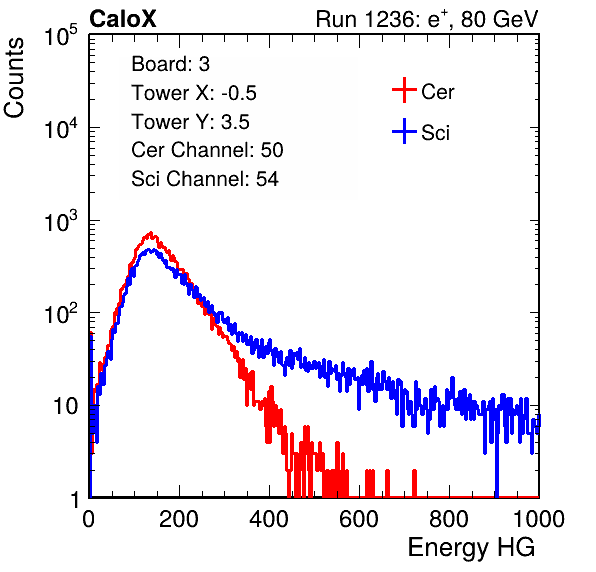 CaloX Run 1236: e⁺, 80 GeV
Counts
10⁵
10⁴
10³
10²
10
1
Board: 3
Tower X: -0.5
Tower Y: 3.5
Cer Channel: 50
Sci Channel: 54
Cer
Sci
0 200 400 600 800 1000
Energy HG